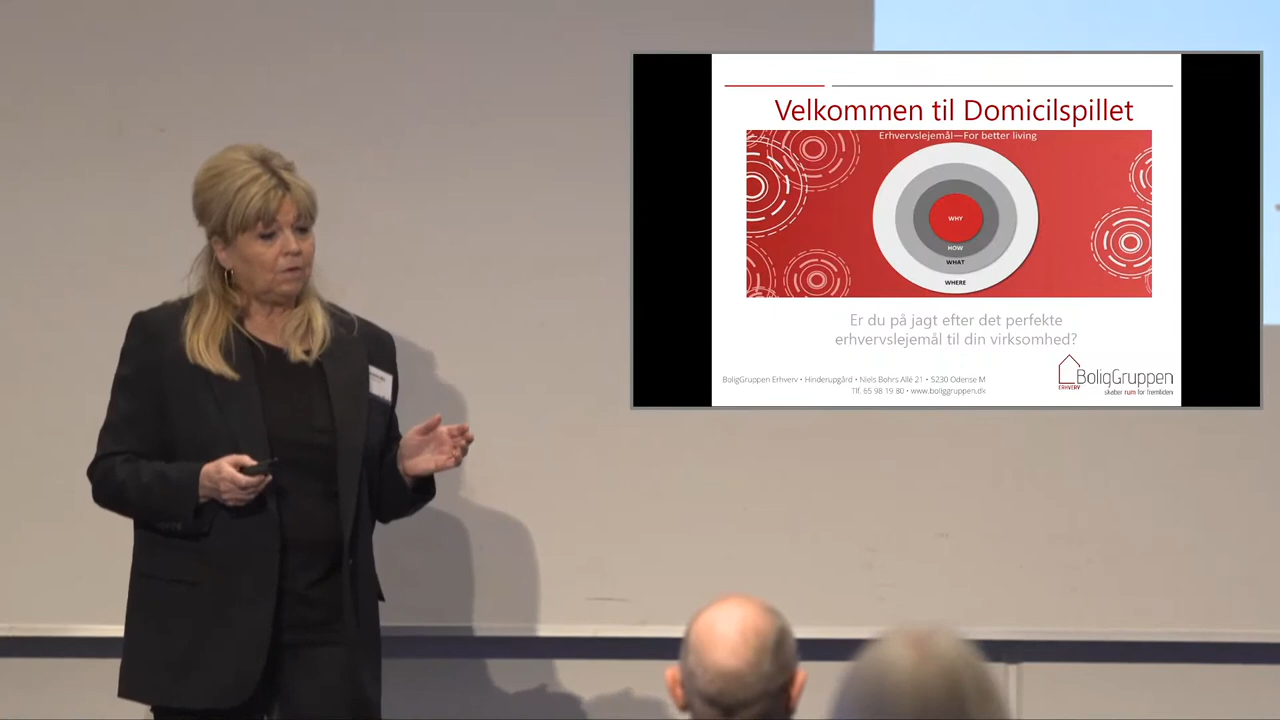 Velkommen til Domicilspillet
Erhvervslejemål—For better living
WHY
HOW
WHAT
WHERE
Er du på jagt efter det perfekte
erhvervslejemål til din virksomhed?
BoligGruppen Erhverv • Hinderupgård • Niels Bohrs Allé 21 • 5230 Odense M
Tlf. 65 98 19 80 • www.boliggruppen.dk
BoligGruppen
ERHVERV
skaber rum for fremtiden